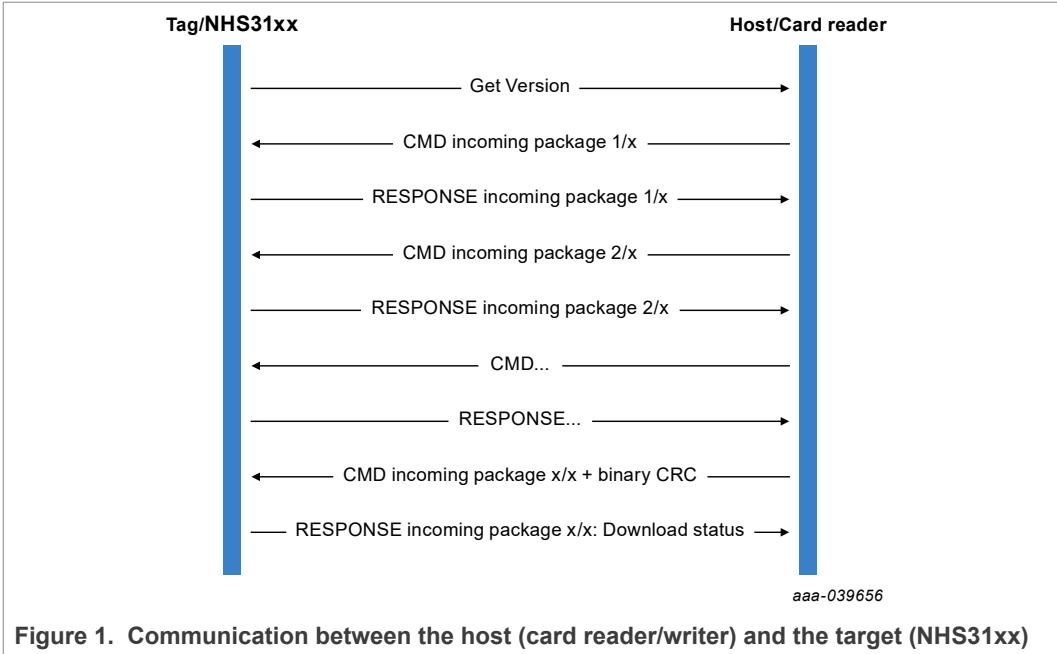 Tag/NHS31xx
Host/Card reader
Get Version
CMD incoming package 1/x
RESPONSE incoming package 1/x
CMD incoming package 2/x
RESPONSE incoming package 2/x
CMD...
RESPONSE...
CMD incoming package x/x + binary CRC
RESPONSE incoming package x/x: Download status
aaa-039656
Figure 1. Communication between the host (card reader/writer) and the target (NHS31xx)